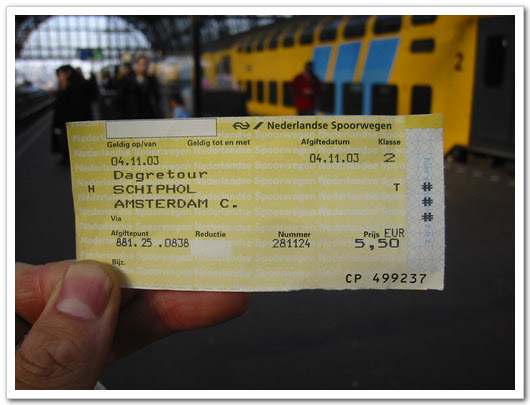 Nederlandse Spoorwegen
Geldig op/van Geldig tot en met Afgiftedatum Klasse
04.11.03 04.11.03 2
Dagretour
H SCHIPHOL T #
AMSTERDAM C. #
#
Via
Afgiftepunt Reductie Nummer Prijs EUR
881.25 .0838 281124 5,50
Bijz.
CP 499237
2